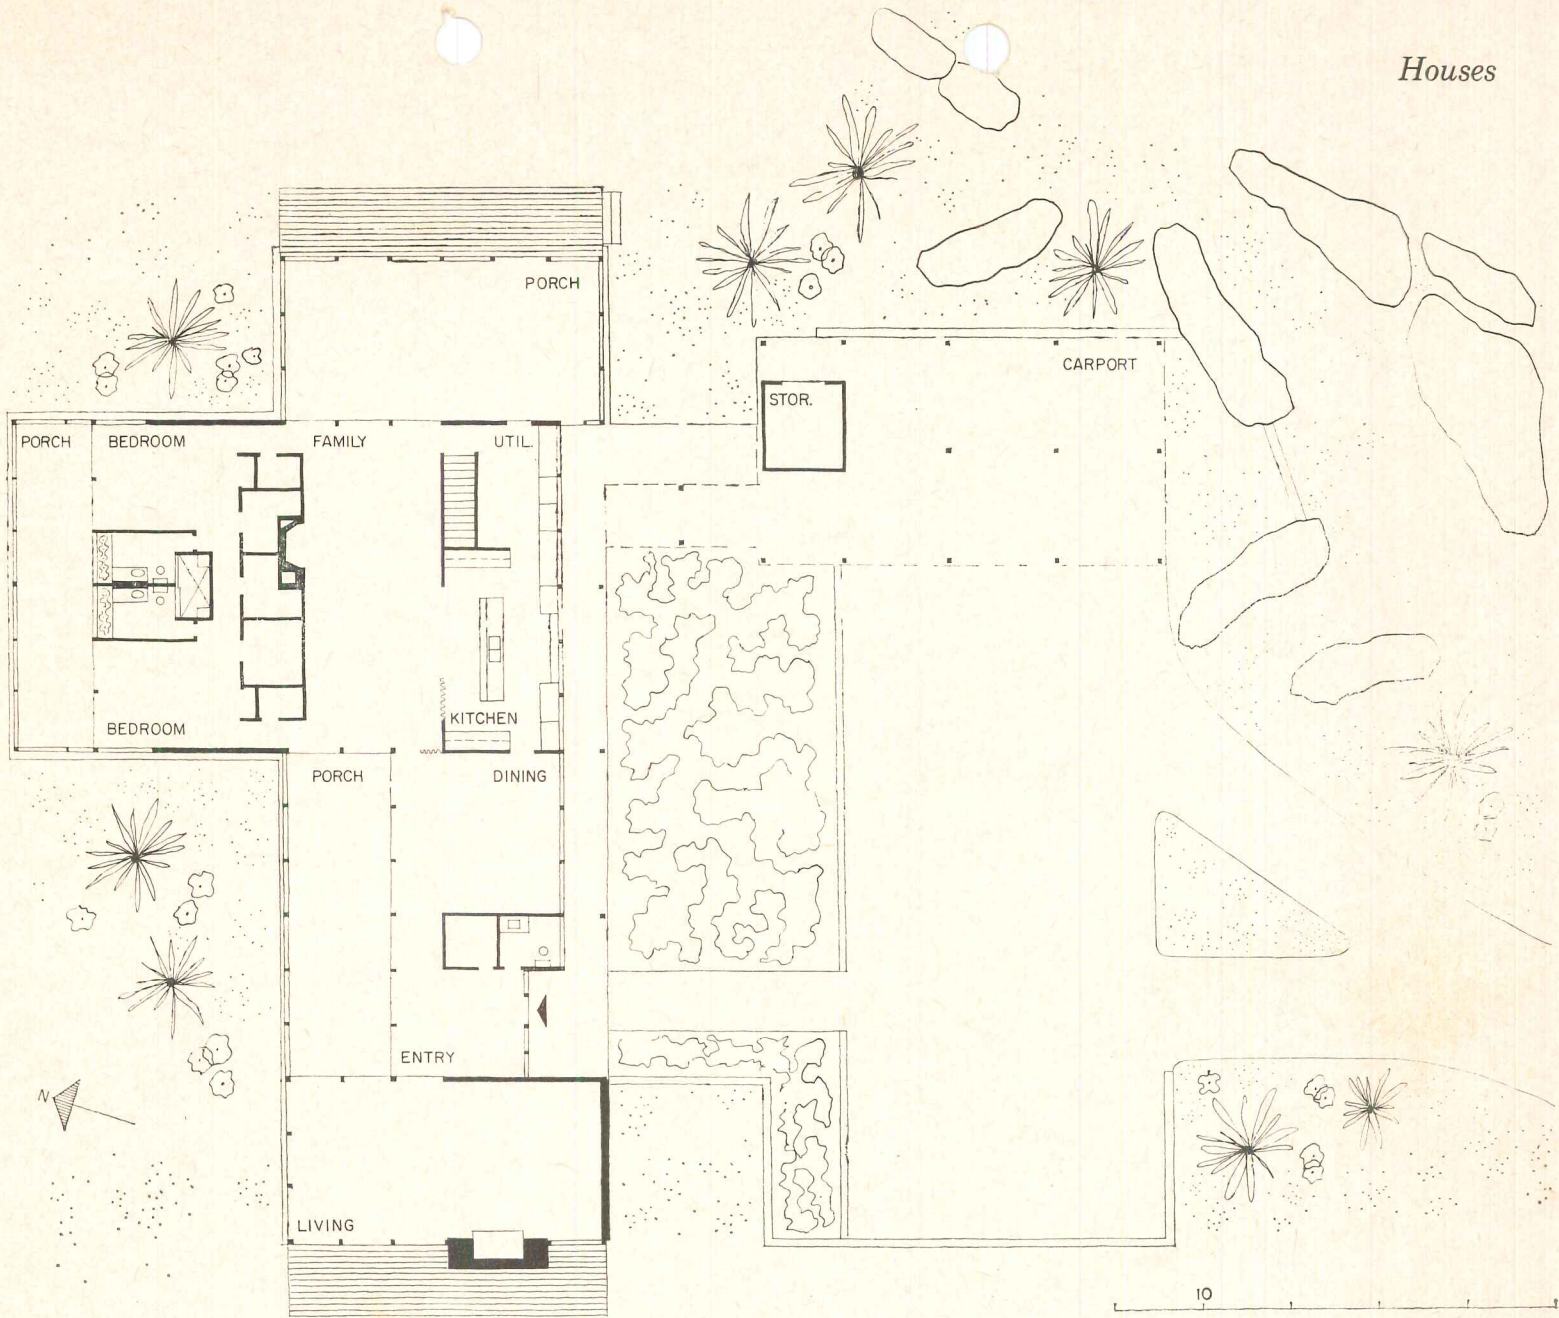 Houses
PORCH
CARPORT
STOR.
PORCH
BEDROOM
FAMILY
UTIL.
KITCHEN
BEDROOM
PORCH
DINING
ENTRY
N
LIVING
10